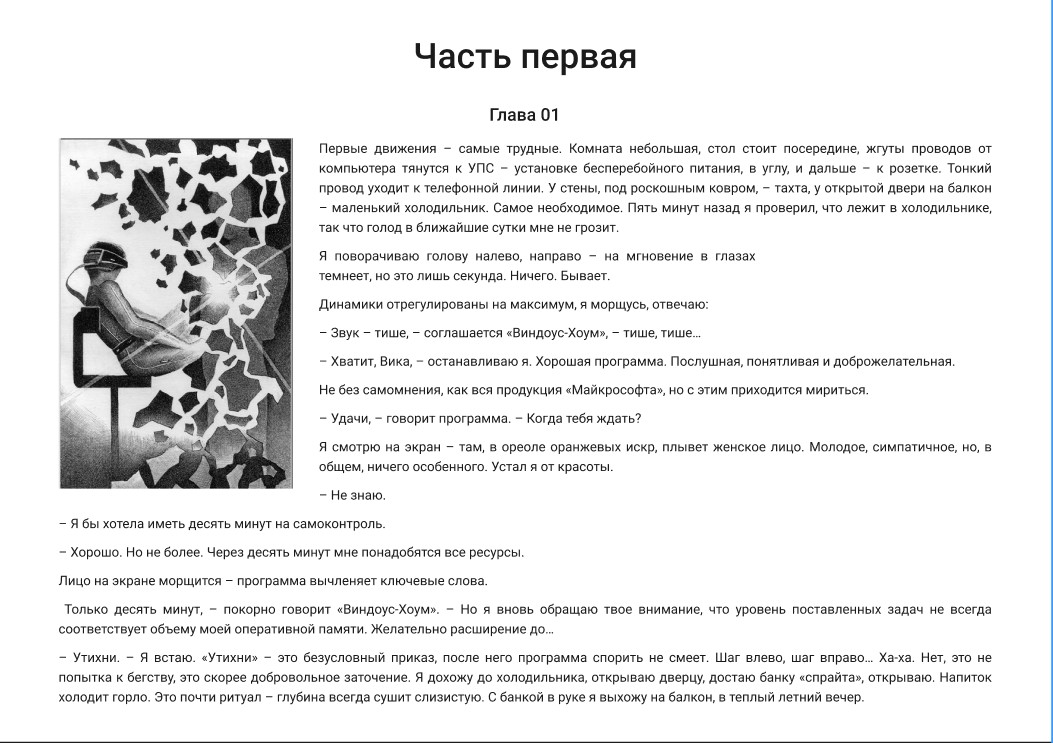 Часть первая
Глава 01
Первые движения – самые трудные. Комната небольшая, стол стоит посередине, жгуты проводов от
компьютера тянутся к УПС – установке бесперебойного питания, в углу, и дальше – к розетке. Тонкий
провод уходит к телефонной линии. У стены, под роскошным ковром, – тахта, у открытой двери на балкон
– маленький холодильник. Самое необходимое. Пять минут назад я проверил, что лежит в холодильнике,
так что голод в ближайшие сутки мне не грозит.
Я поворачиваю голову налево, направо – на мгновение в глазах
темнеет, но это лишь секунда. Ничего. Бывает.
Динамики отрегулированы на максимум, я морщусь, отвечаю:
– Звук – тише, – соглашается «Виндоус-Хоум», – тише, тише…
– Хватит, Вика, – останавливаю я. Хорошая программа. Послушная, понятливая и доброжелательная.
Не без самомнения, как вся продукция «Майкрософта», но с этим приходится мириться.
– Удачи, – говорит программа. – Когда тебя ждать?
Я смотрю на экран – там, в ореоле оранжевых искр, плывет женское лицо. Молодое, симпатичное, но, в
общем, ничего особенного. Устал я от красоты.
– Не знаю.
– Я бы хотела иметь десять минут на самоконтроль.
– Хорошо. Но не более. Через десять минут мне понадобятся все ресурсы.
Лицо на экране морщится – программа вычленяет ключевые слова.
Только десять минут, – покорно говорит «Виндоус-Хоум». – Но я вновь обращаю твое внимание, что уровень поставленных задач не всегда
соответствует объему моей оперативной памяти. Желательно расширение до…
– Утихни. – Я встаю. «Утихни» – это безусловный приказ, после него программа спорить не смеет. Шаг влево, шаг вправо… Ха-ха. Нет, это не
попытка к бегству, это скорее добровольное заточение. Я дохожу до холодильника, открываю дверцу, достаю банку «спрайта», открываю. Напиток
холодит горло. Это почти ритуал – глубина всегда сушит слизистую. С банкой в руке я выхожу на балкон, в теплый летний вечер.